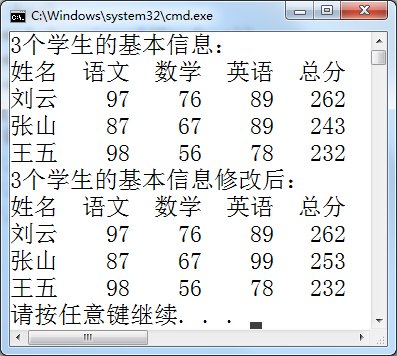 C:\Windows\system32\cmd.exe
3个学生的基本信息：
姓名 语文 数学 英语 总分
刘云 97 76 89 262
张山 87 67 89 243
王五 98 56 78 232
3个学生的基本信息修改后：
姓名 语文 数学 英语 总分
刘云 97 76 89 262
张山 87 67 99 253
王五 98 56 78 232
请按任意键继续. . .